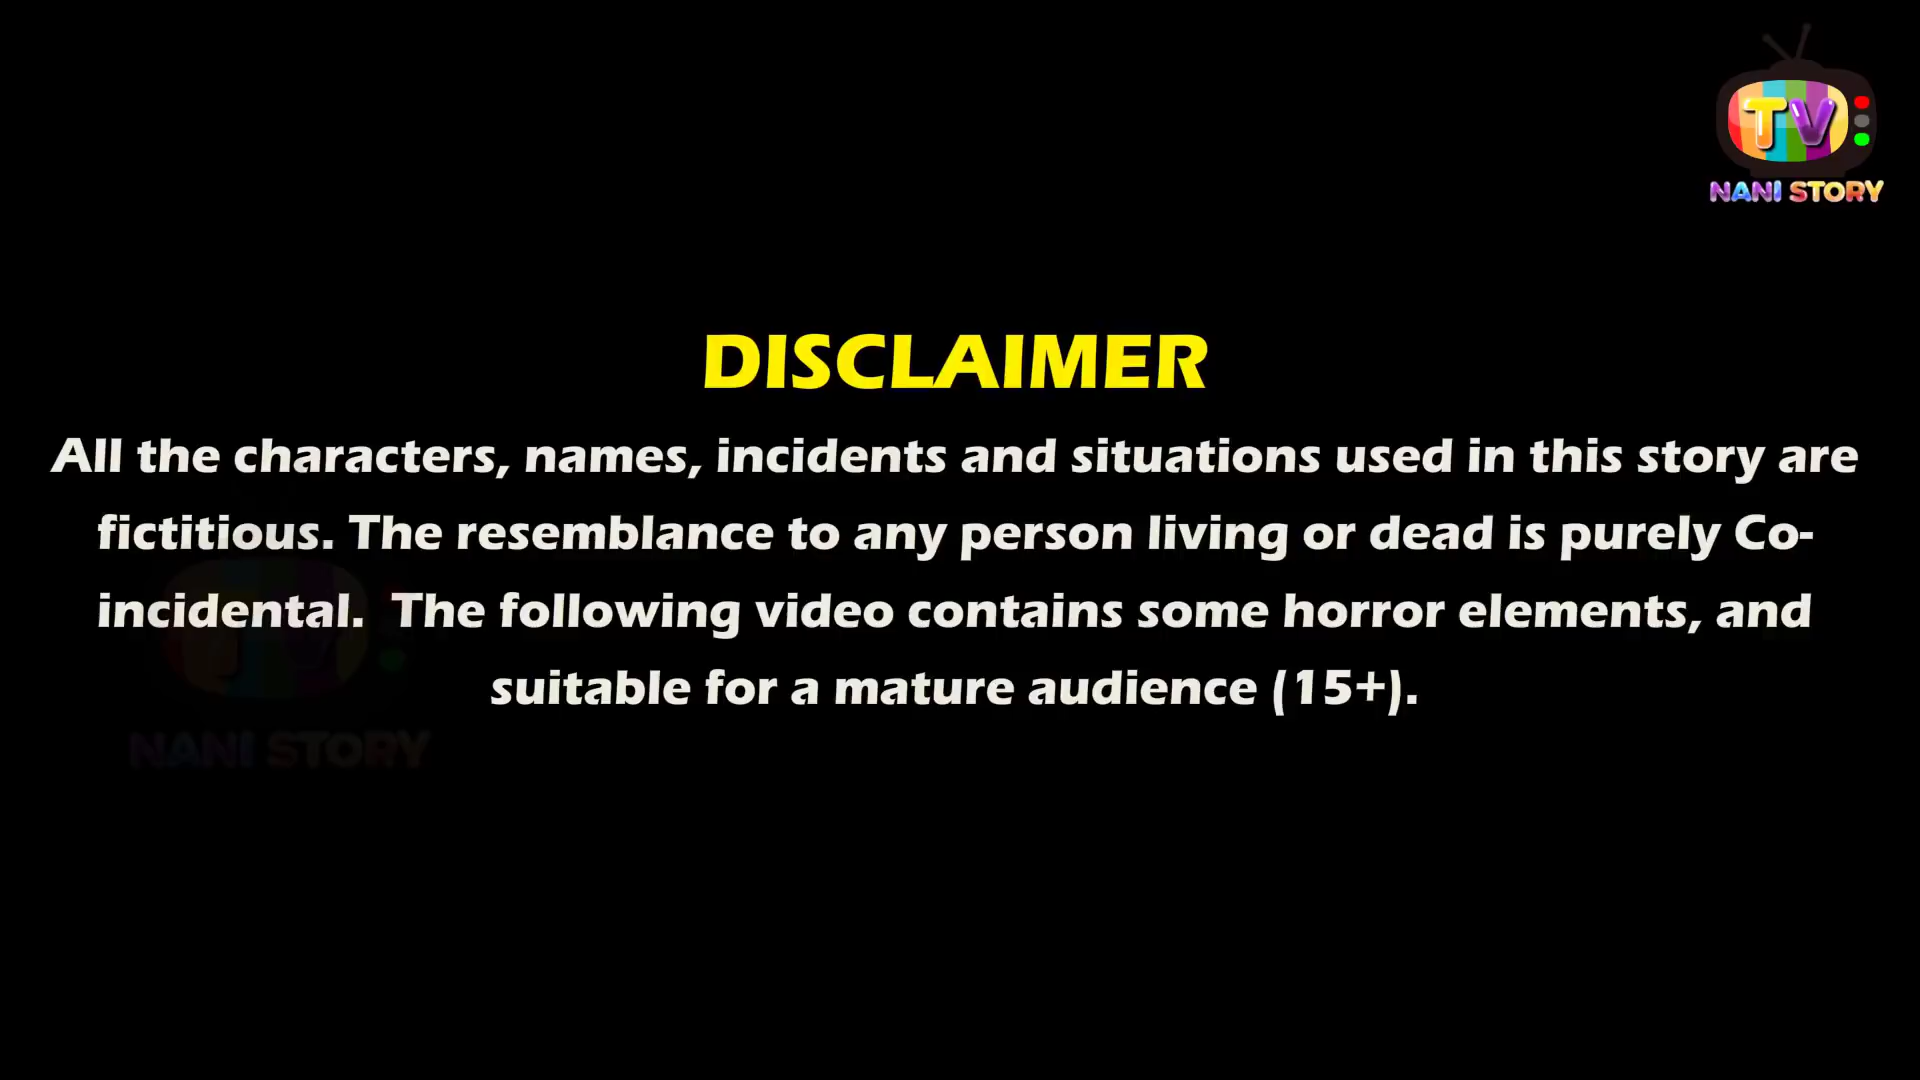 TV
NANI STORY
DISCLAIMER
All the characters, names, incidents and situations used in this story are
fictitious. The resemblance to any person living or dead is purely Co-
incidental.  The following video contains some horror elements, and
suitable for a mature audience (15+).
TV
NANI STORY